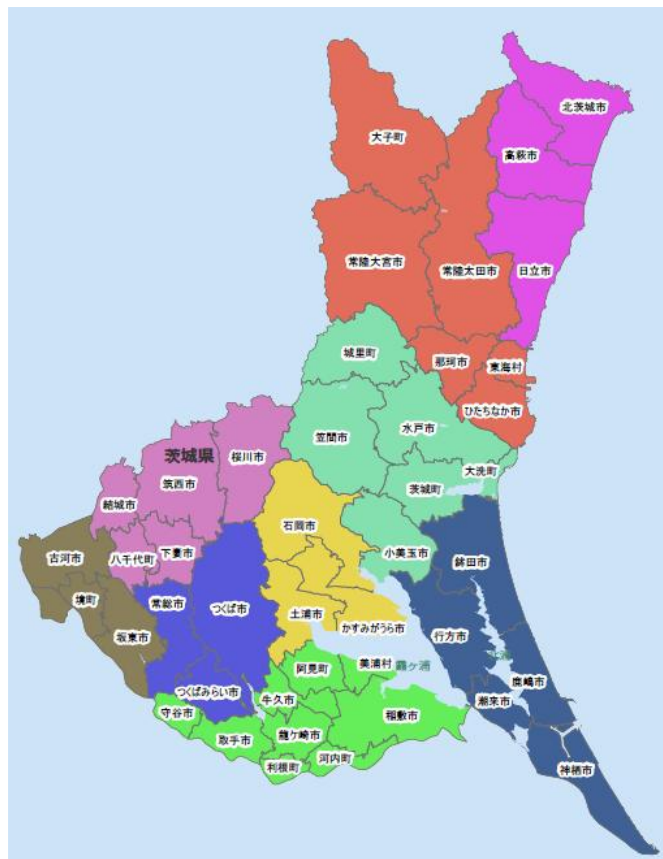 北茨城市
大子町
高萩市
常陸大宮市
常陸太田市
日立市
城里町
那珂市
東海村
ひたちなか市
笠間市
水戸市
茨城県
桜川市
大洗町
筑西市
茨城町
結城市
石岡市
小美玉市
古河市
八千代町
下妻市
鉾田市
境町
常総市
つくば市
土浦市
かすみがうら市
坂東市
行方市
阿見町
美浦村
霞ヶ浦
鹿嶋市
つくばみらい市
牛久市
潮来市
守谷市
稲敷市
取手市
龍ケ崎市
利根町
河内町
神栖市